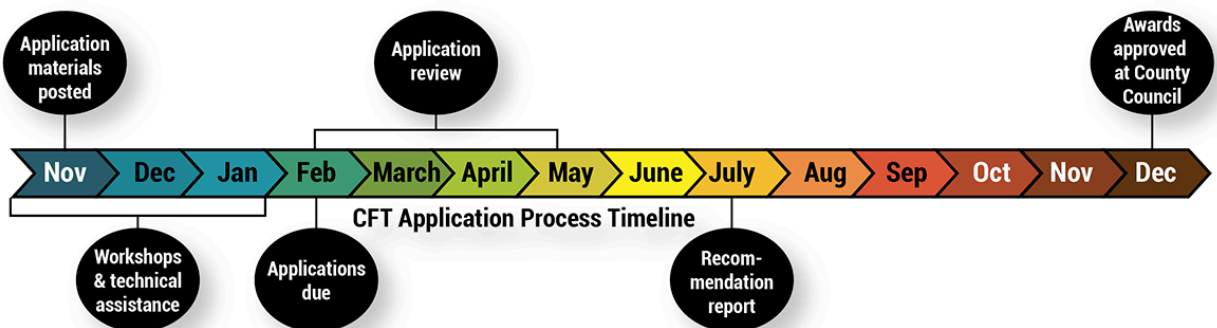 Application
materials
posted
Application
review
Awards
approved
at County
Council
Nov Dec Jan Feb March April May June July Aug Sep Oct Nov Dec
CFT Application Process Timeline
Workshops
& technical
assistance
Applications
due
Recom-
mendation
report